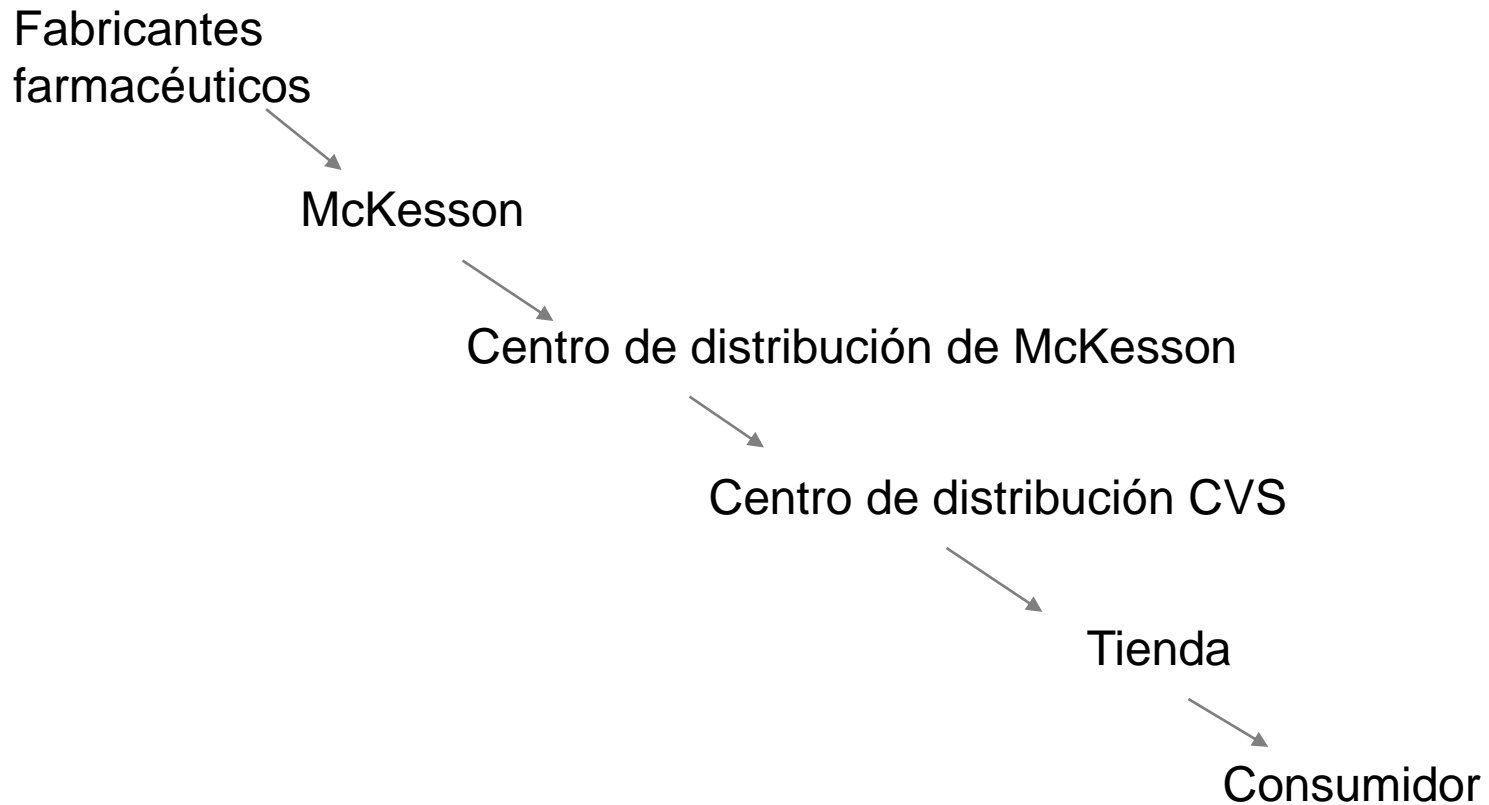 Fabricantes
farmacéuticos
McKesson
Centro de distribución de McKesson
Centro de distribución CVS
Tienda
Consumidor